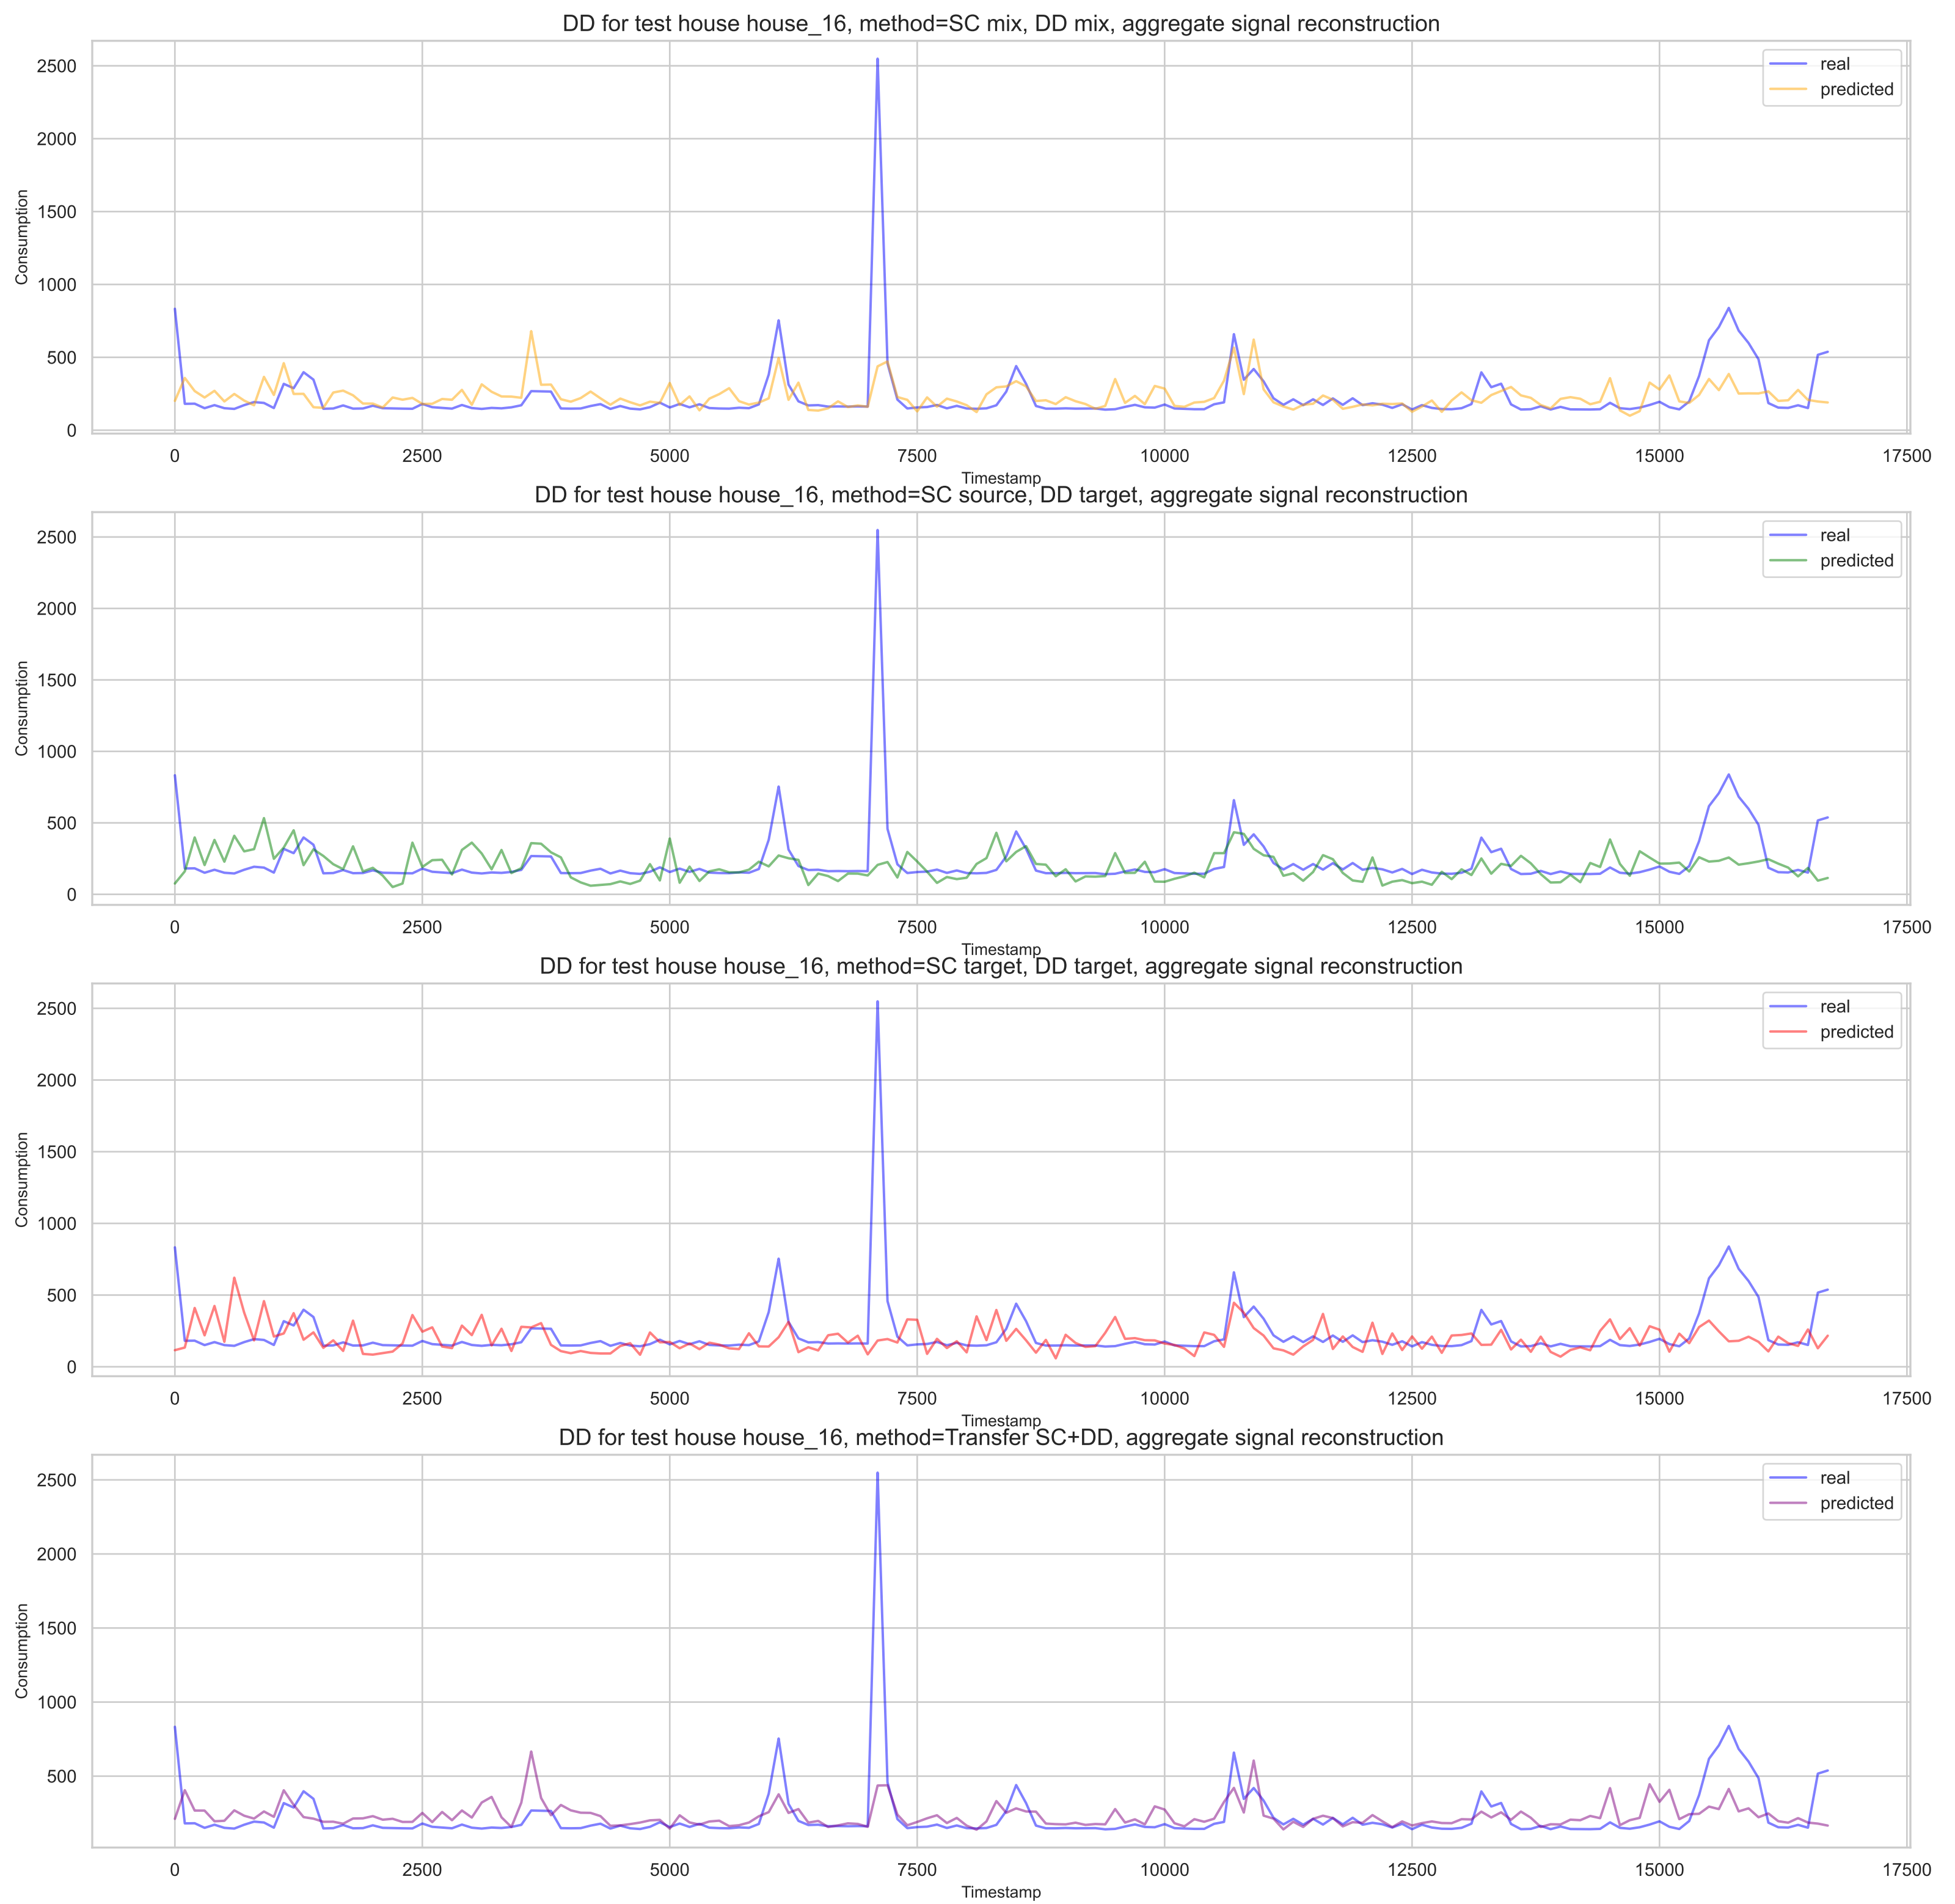 DD for test house house_16, method=SC mix, DD mix, aggregate signal reconstruction
real
predicted
Consumption
2500
2000
1500
1000
500
0
0 2500 5000 7500 10000 12500 15000 17500
Timestamp
DD for test house house_16, method=SC source, DD target, aggregate signal reconstruction
real
predicted
Consumption
2500
2000
1500
1000
500
0
0 2500 5000 7500 10000 12500 15000 17500
Timestamp
DD for test house house_16, method=SC target, DD target, aggregate signal reconstruction
real
predicted
Consumption
2500
2000
1500
1000
500
0
0 2500 5000 7500 10000 12500 15000 17500
Timestamp
DD for test house house_16, method=Transfer SC+DD, aggregate signal reconstruction
real
predicted
Consumption
2500
2000
1500
1000
500
0 2500 5000 7500 10000 12500 15000 17500
Timestamp